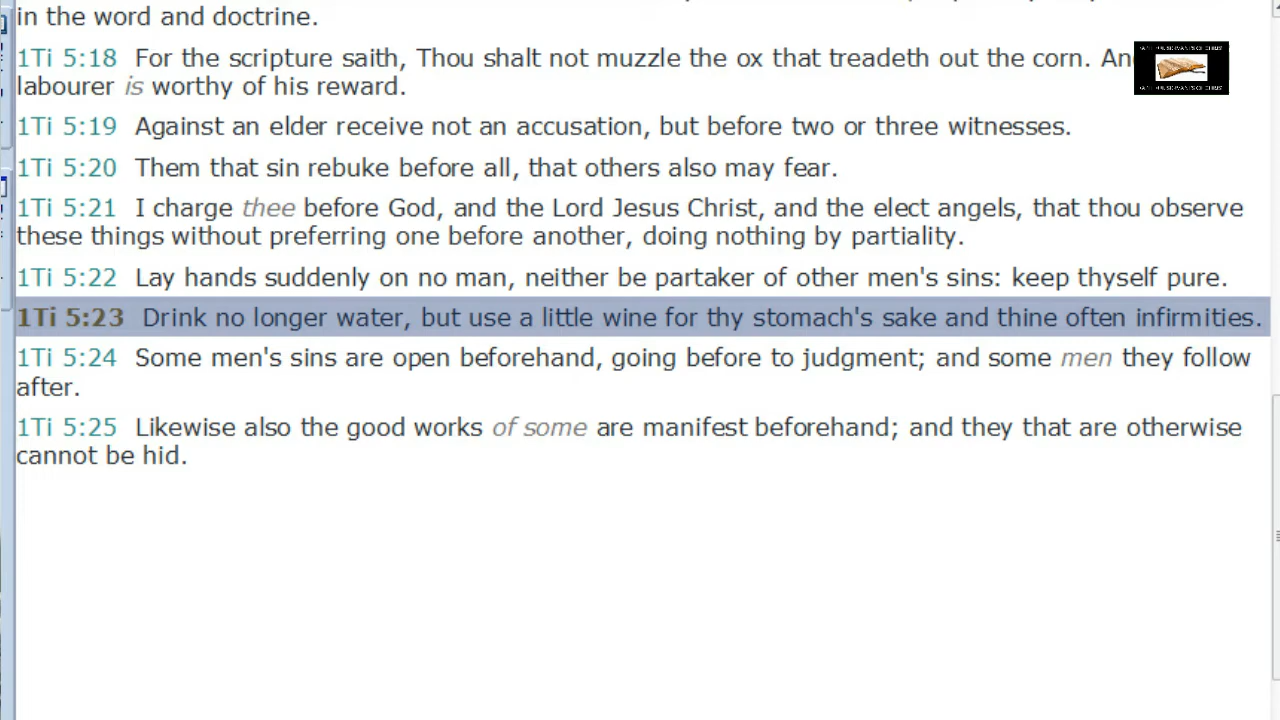 in the word and doctrine.
1Ti 5:18 For the scripture saith, Thou shalt not muzzle the ox that treadeth out the corn. An
labourer is worthy of his reward.
1Ti 5:19 Against an elder receive not an accusation, but before two or three witnesses.
1Ti 5:20 Them that sin rebuke before all, that others also may fear.
1Ti 5:21 I charge thee before God, and the Lord Jesus Christ, and the elect angels, that thou observe
these things without preferring one before another, doing nothing by partiality.
1Ti 5:22 Lay hands suddenly on no man, neither be partaker of other men's sins: keep thyself pure.
1Ti 5:23 Drink no longer water, but use a little wine for thy stomach's sake and thine often infirmities.
1Ti 5:24 Some men's sins are open beforehand, going before to judgment; and some men they follow
after.
1Ti 5:25 Likewise also the good works of some are manifest beforehand; and they that are otherwise
cannot be hid.